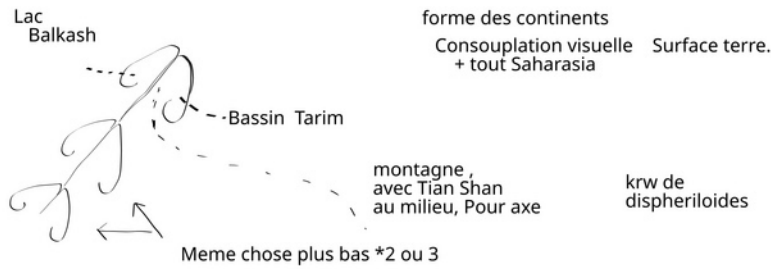 Lac
Balkash
forme des continents
Consouplation visuelle
+ tout Saharasia
Surface terre.
Bassin Tarim
montagne ,
avec Tian Shan
au milieu, Pour axe
krw de
dispheriloides
Meme chose plus bas *2 ou 3